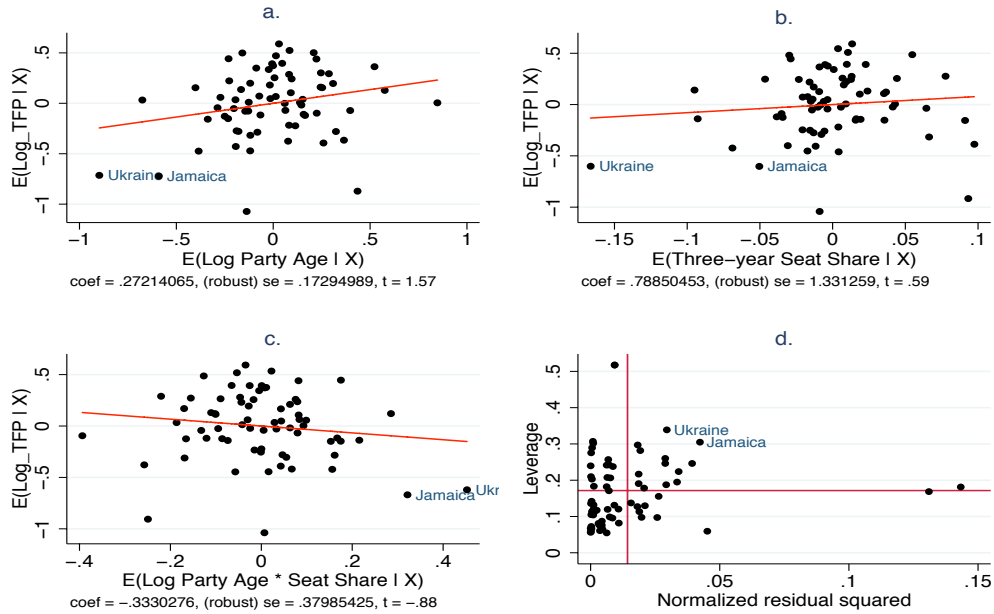 a.
E(Log_TFP | X)
.5
0
-.5
-1
Ukraine
Jamaica
-1
-.5
0
.5
1
E(Log Party Age | X)
coef = .27214065, (robust) se = .17294989, t = 1.57
b.
E(Log_TFP | X)
.5
0
-.5
-1
Ukraine
Jamaica
-.15
-.1
-.05
0
.05
.1
E(Three-year Seat Share | X)
coef = .78850453, (robust) se = 1.331259, t = .59
c.
E(Log_TFP | X)
.5
0
-.5
-1
Jamaica
Ukr
-.4
-.2
0
.2
.4
E(Log Party Age * Seat Share | X)
coef = -.3330276, (robust) se = .37985425, t = -.88
d.
Leverage
.5
.4
.3
.2
.1
0
Ukraine
Jamaica
0
.05
.1
.15
Normalized residual squared